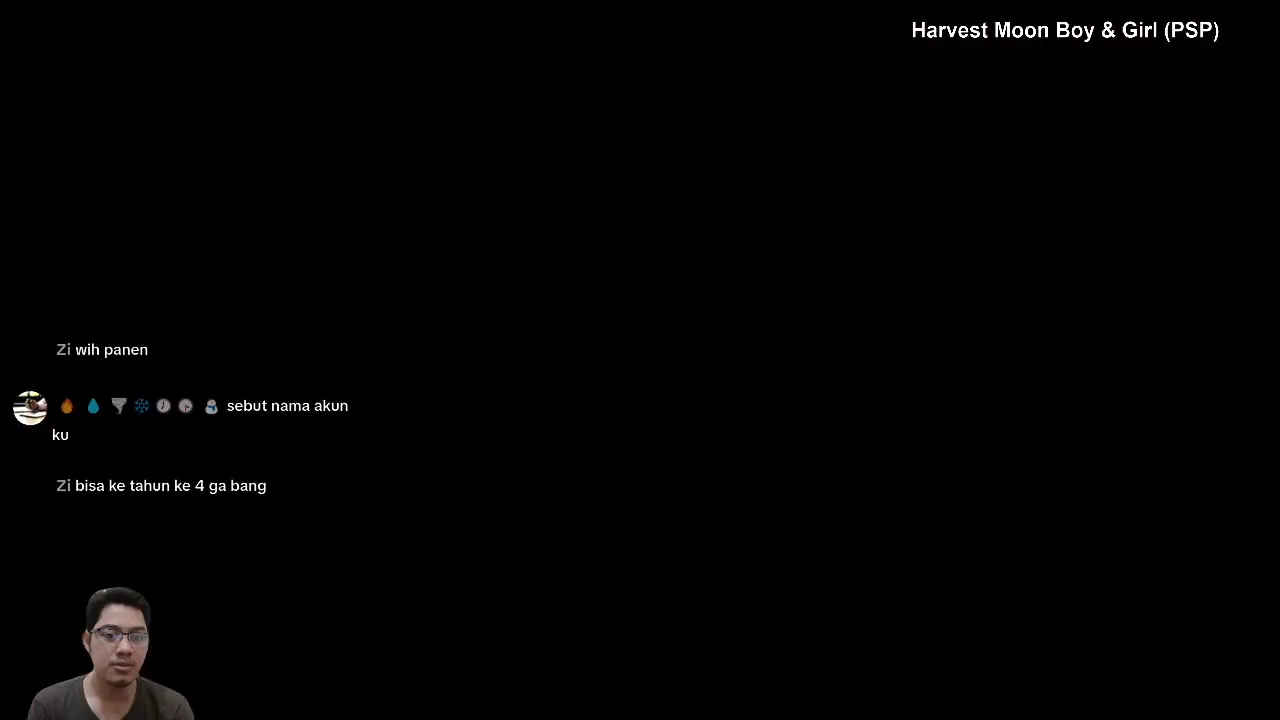 Harvest Moon Boy & Girl (PSP)
Zi wih panen
🔥 💧 🌪 ❄ 🕖 🕟 ⛄ sebut nama akun
ku
Zi bisa ke tahun ke 4 ga bang